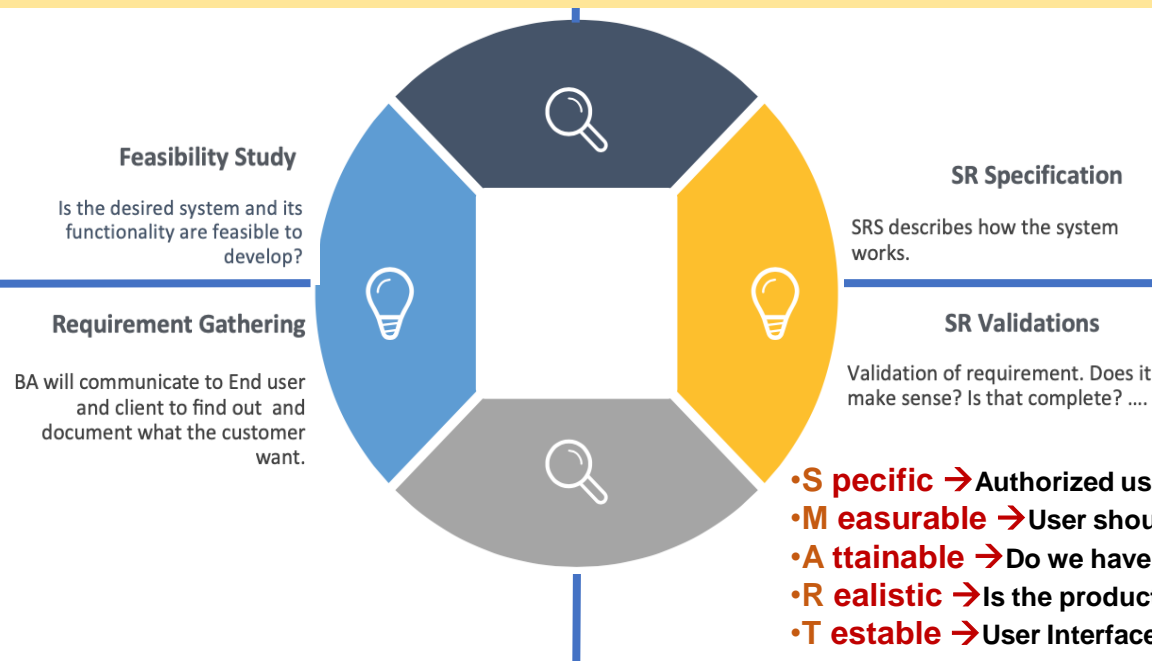 Feasibility Study
Is the desired system and its
functionality are feasible to
develop?
Requirement Gathering
BA will communicate to End user
and client to find out and
document what the customer
want.
SR Specification
SRS describes how the system
works.
SR Validations
Validation of requirement. Does it
make sense? Is that complete? ....
•S pecific →Authorized us
•M easurable →User shou
•A ttainable →Do we have
•R ealistic →Is the product
•T estable →User Interface